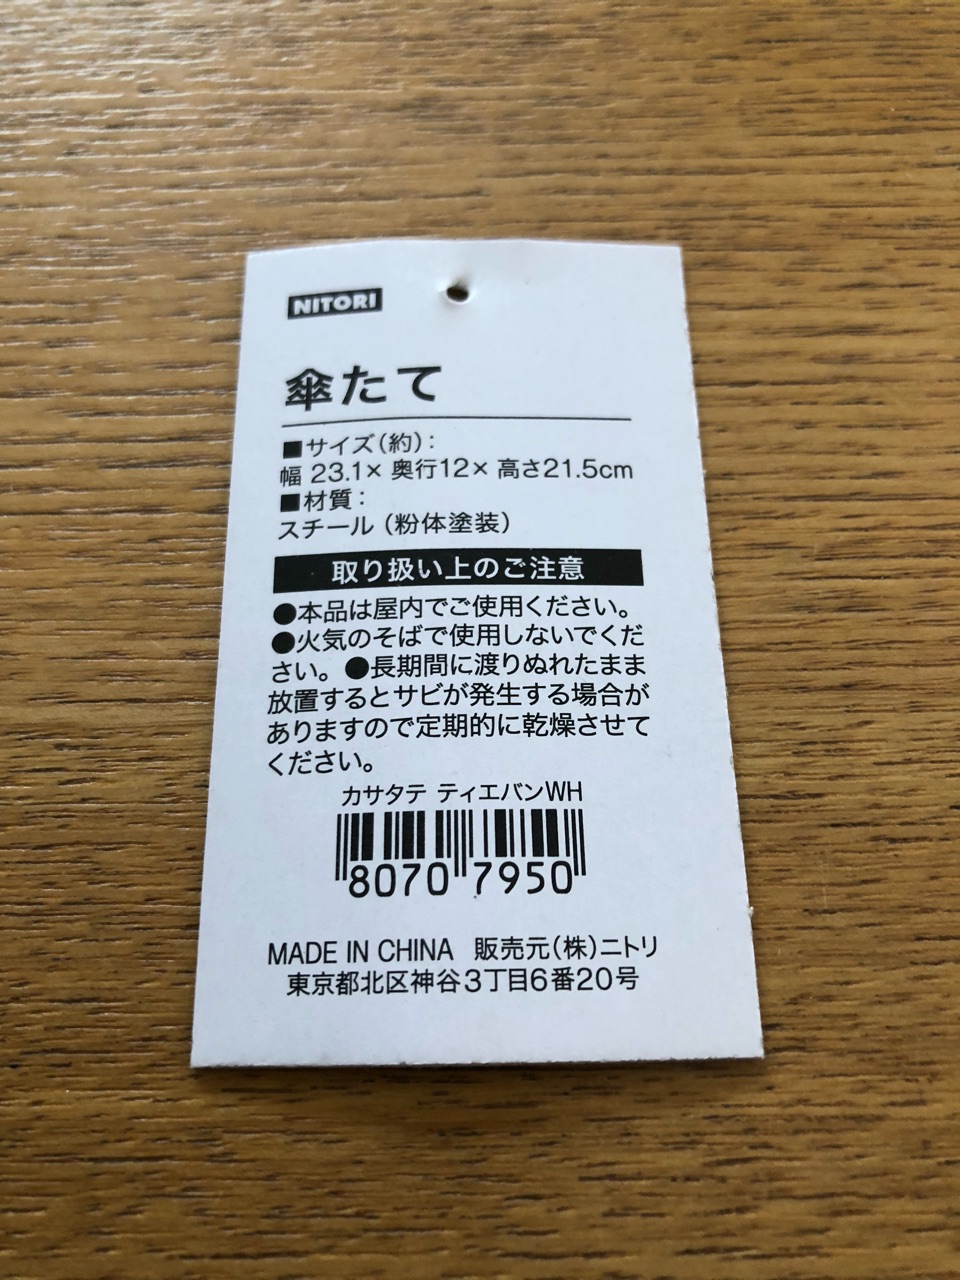 NITORI
傘たて
■サイズ(約):
幅 23.1× 奥行12× 高さ21.5cm
■材質:
スチール(粉体塗装)
取り扱い上のご注意
●本品は屋内でご使用ください。
●火気のそばで使用しないでくだ
さい。●長期間に渡りぬれたまま
放置するとサビが発生する場合が
ありますので定期的に乾燥させて
ください。
カサタテ ティエバンWH
8070 7950
MADE IN CHINA 販売元(株)ニトリ
東京都北区神谷3丁目6番20号